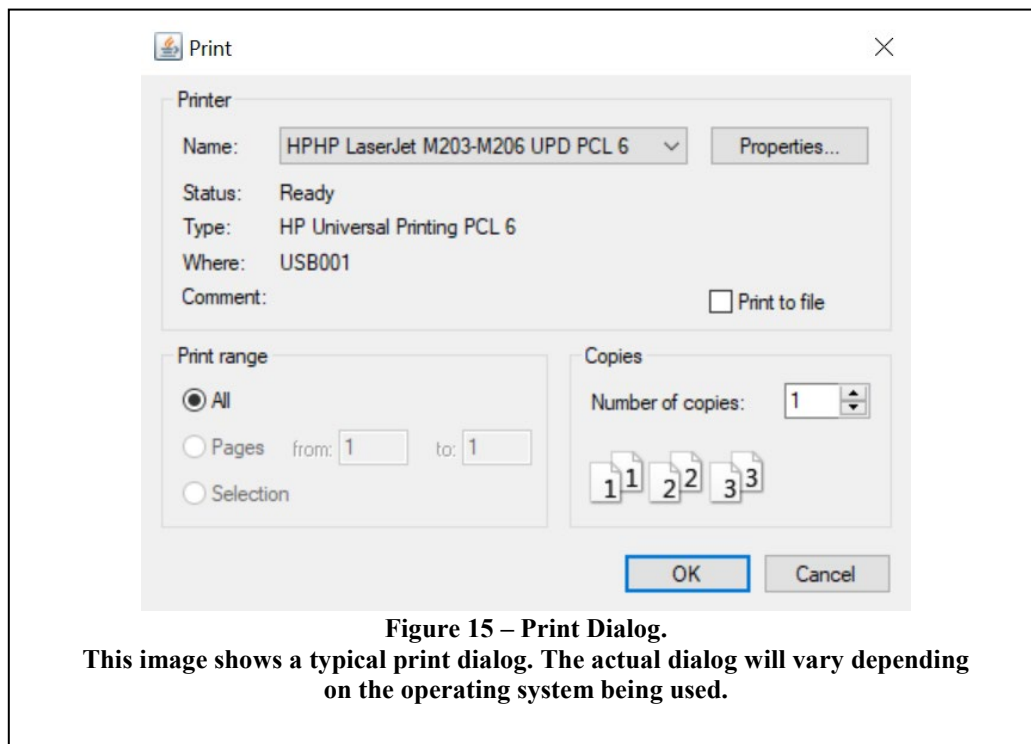 Print
Printer
Name: HPHP LaserJet M203-M206 UPD PCL 6 Properties...
Status: Ready
Type: HP Universal Printing PCL 6
Where: USB001
Comment:
Print to file
Print range
All
Pages from: 1 to: 1
Selection
Copies
Number of copies: 1
1 1 2 2 3 3
OK Cancel
Figure 15 – Print Dialog.
This image shows a typical print dialog. The actual dialog will vary depending
on the operating system being used.